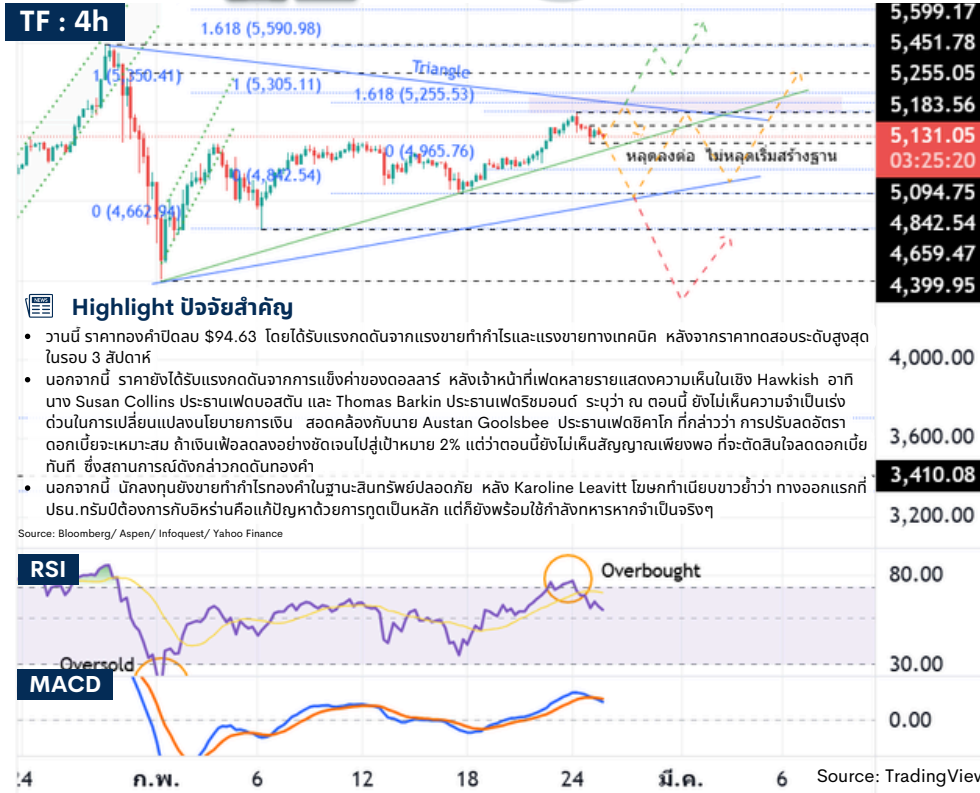 TF : 4h
1.618 (5,590.98)
Triangle
1 (5,350.41)
1 (5,305.11)
1.618 (5,255.53)
0 (4,965.76)
0 (4,842.54)
0 (4,662.94)
หลุดลงต่อ ไม่หลุดเริ่มสร้างฐาน
5,599.17
5,451.78
5,255.05
5,183.56
5,131.05
03:25:20
5,094.75
4,842.54
4,659.47
4,399.95
4,000.00
3,600.00
3,410.08
3,200.00
Highlight ปัจจัยสำคัญ
• วานนี้ ราคาทองคำปิดลบ $94.63 โดยได้รับแรงกดดันจากแรงขายทำกำไรและแรงขายทางเทคนิค หลังจากราคาทดสอบระดับสูงสุด
ในรอบ 3 สัปดาห์
• นอกจากนี้ ราคายังได้รับแรงกดดันจากการแข็งค่าของดอลลาร์ หลังเจ้าหน้าที่เฟดหลายรายแสดงความเห็นในเชิง Hawkish อาทิ
นาง Susan Collins ประธานเฟดบอสตัน และ Thomas Barkin ประธานเฟดริชมอนด์ ระบุว่า ณ ตอนนี้ ยังไม่เห็นความจำเป็นเร่ง
ด่วนในการเปลี่ยนแปลงนโยบายการเงิน สอดคล้องกับนาย Austan Goolsbee ประธานเฟดชิคาโก ที่กล่าวว่า การปรับลดอัตรา
ดอกเบี้ยจะเหมาะสม ถ้าเงินเฟ้อลดลงอย่างชัดเจนไปสู่เป้าหมาย 2% แต่ว่าตอนนี้ยังไม่เห็นสัญญาณเพียงพอ ที่จะตัดสินใจลดดอกเบี้ย
ทันที ซึ่งสถานการณ์ดังกล่าวกดดันทองคำ
• นอกจากนี้ นักลงทุนยังขายทำกำไรทองคำในฐานะสินทรัพย์ปลอดภัย หลัง Karoline Leavitt โฆษกทำเนียบขาวย้ำว่า ทางออกแรกที่
ปธน.ทรัมป์ต้องการกับอิหร่านคือแก้ปัญหาด้วยการทูตเป็นหลัก แต่ก็ยังพร้อมใช้กำลังทหารหากจำเป็นจริงๆ
Source: Bloomberg/ Aspen/ Infoquest/ Yahoo Finance
RSI
Overbought
80.00
Oversold
30.00
MACD
0.00
24 ก.พ. 6 12 18 24 มี.ค. 6
Source: TradingView